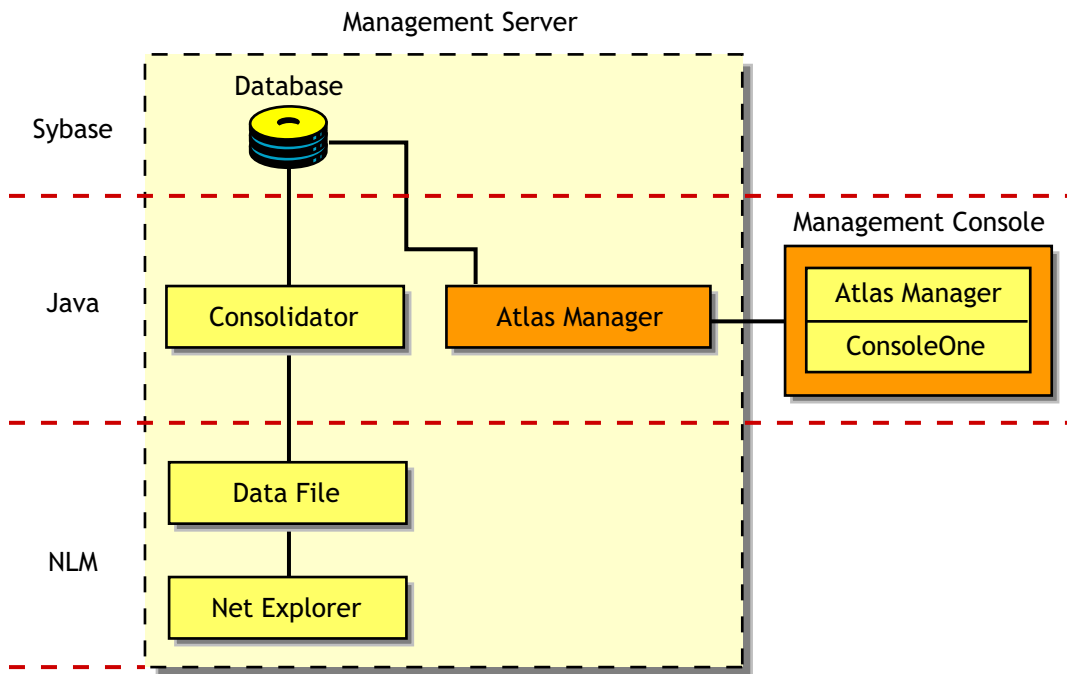 Management Server
Database
Sybase
Management Console
Java
Consolidator
Atlas Manager
Atlas Manager
ConsoleOne
Data File
NLM
Net Explorer